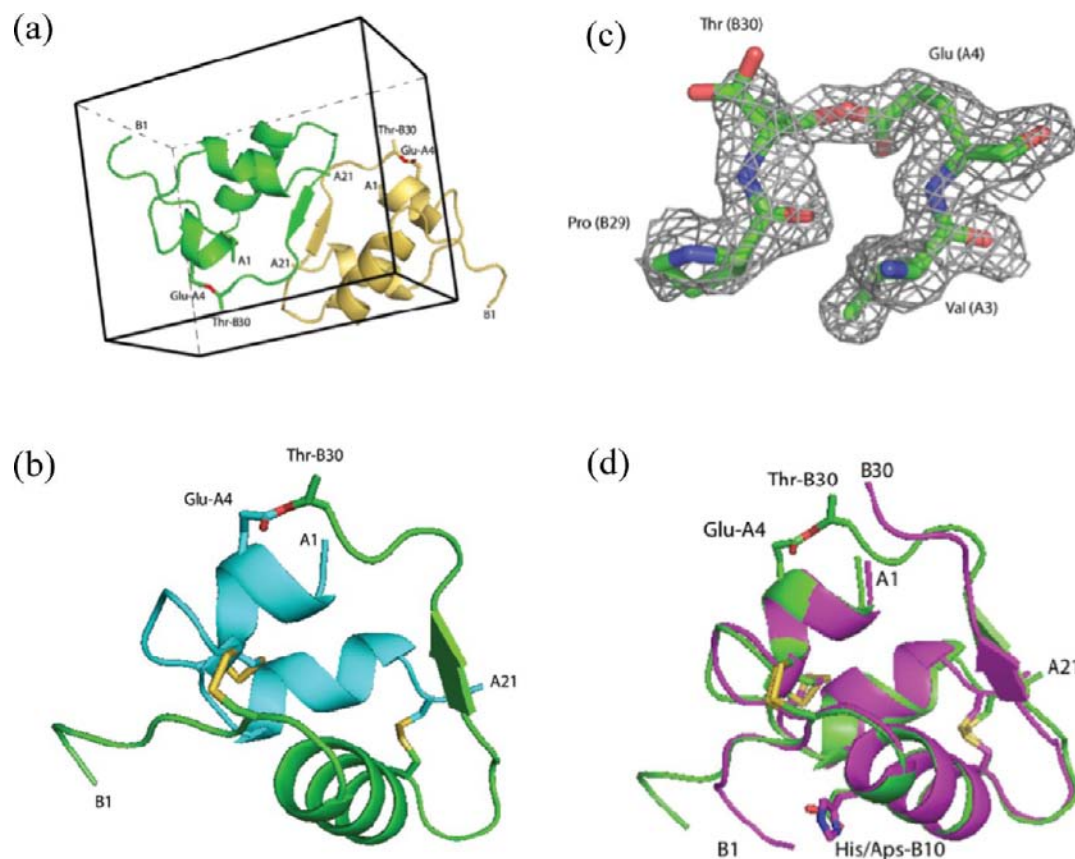 (a)
B1
Thr-B30
Glu-A4
A21
A1
A1
A21
Glu-A4
Thr-B30
B1
(c)
Thr (B30)
Glu (A4)
Pro (B29)
Val (A3)
(b)
Thr-B30
Glu-A4
A1
A21
B1
(d)
Thr-B30
B30
Glu-A4
A1
A21
B1
His/Aps-B10